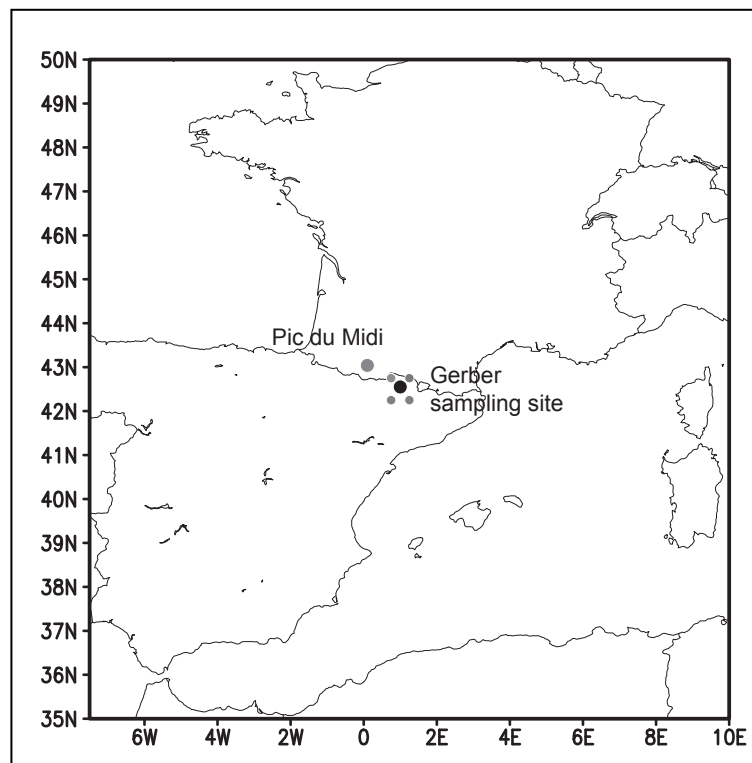 50N
49N
48N
47N
46N
45N
44N
Pic du Midi
43N
Gerber
sampling site
42N
41N
40N
39N
38N
37N
36N
35N
6W 4W 2W 0 2E 4E 6E 8E 10E